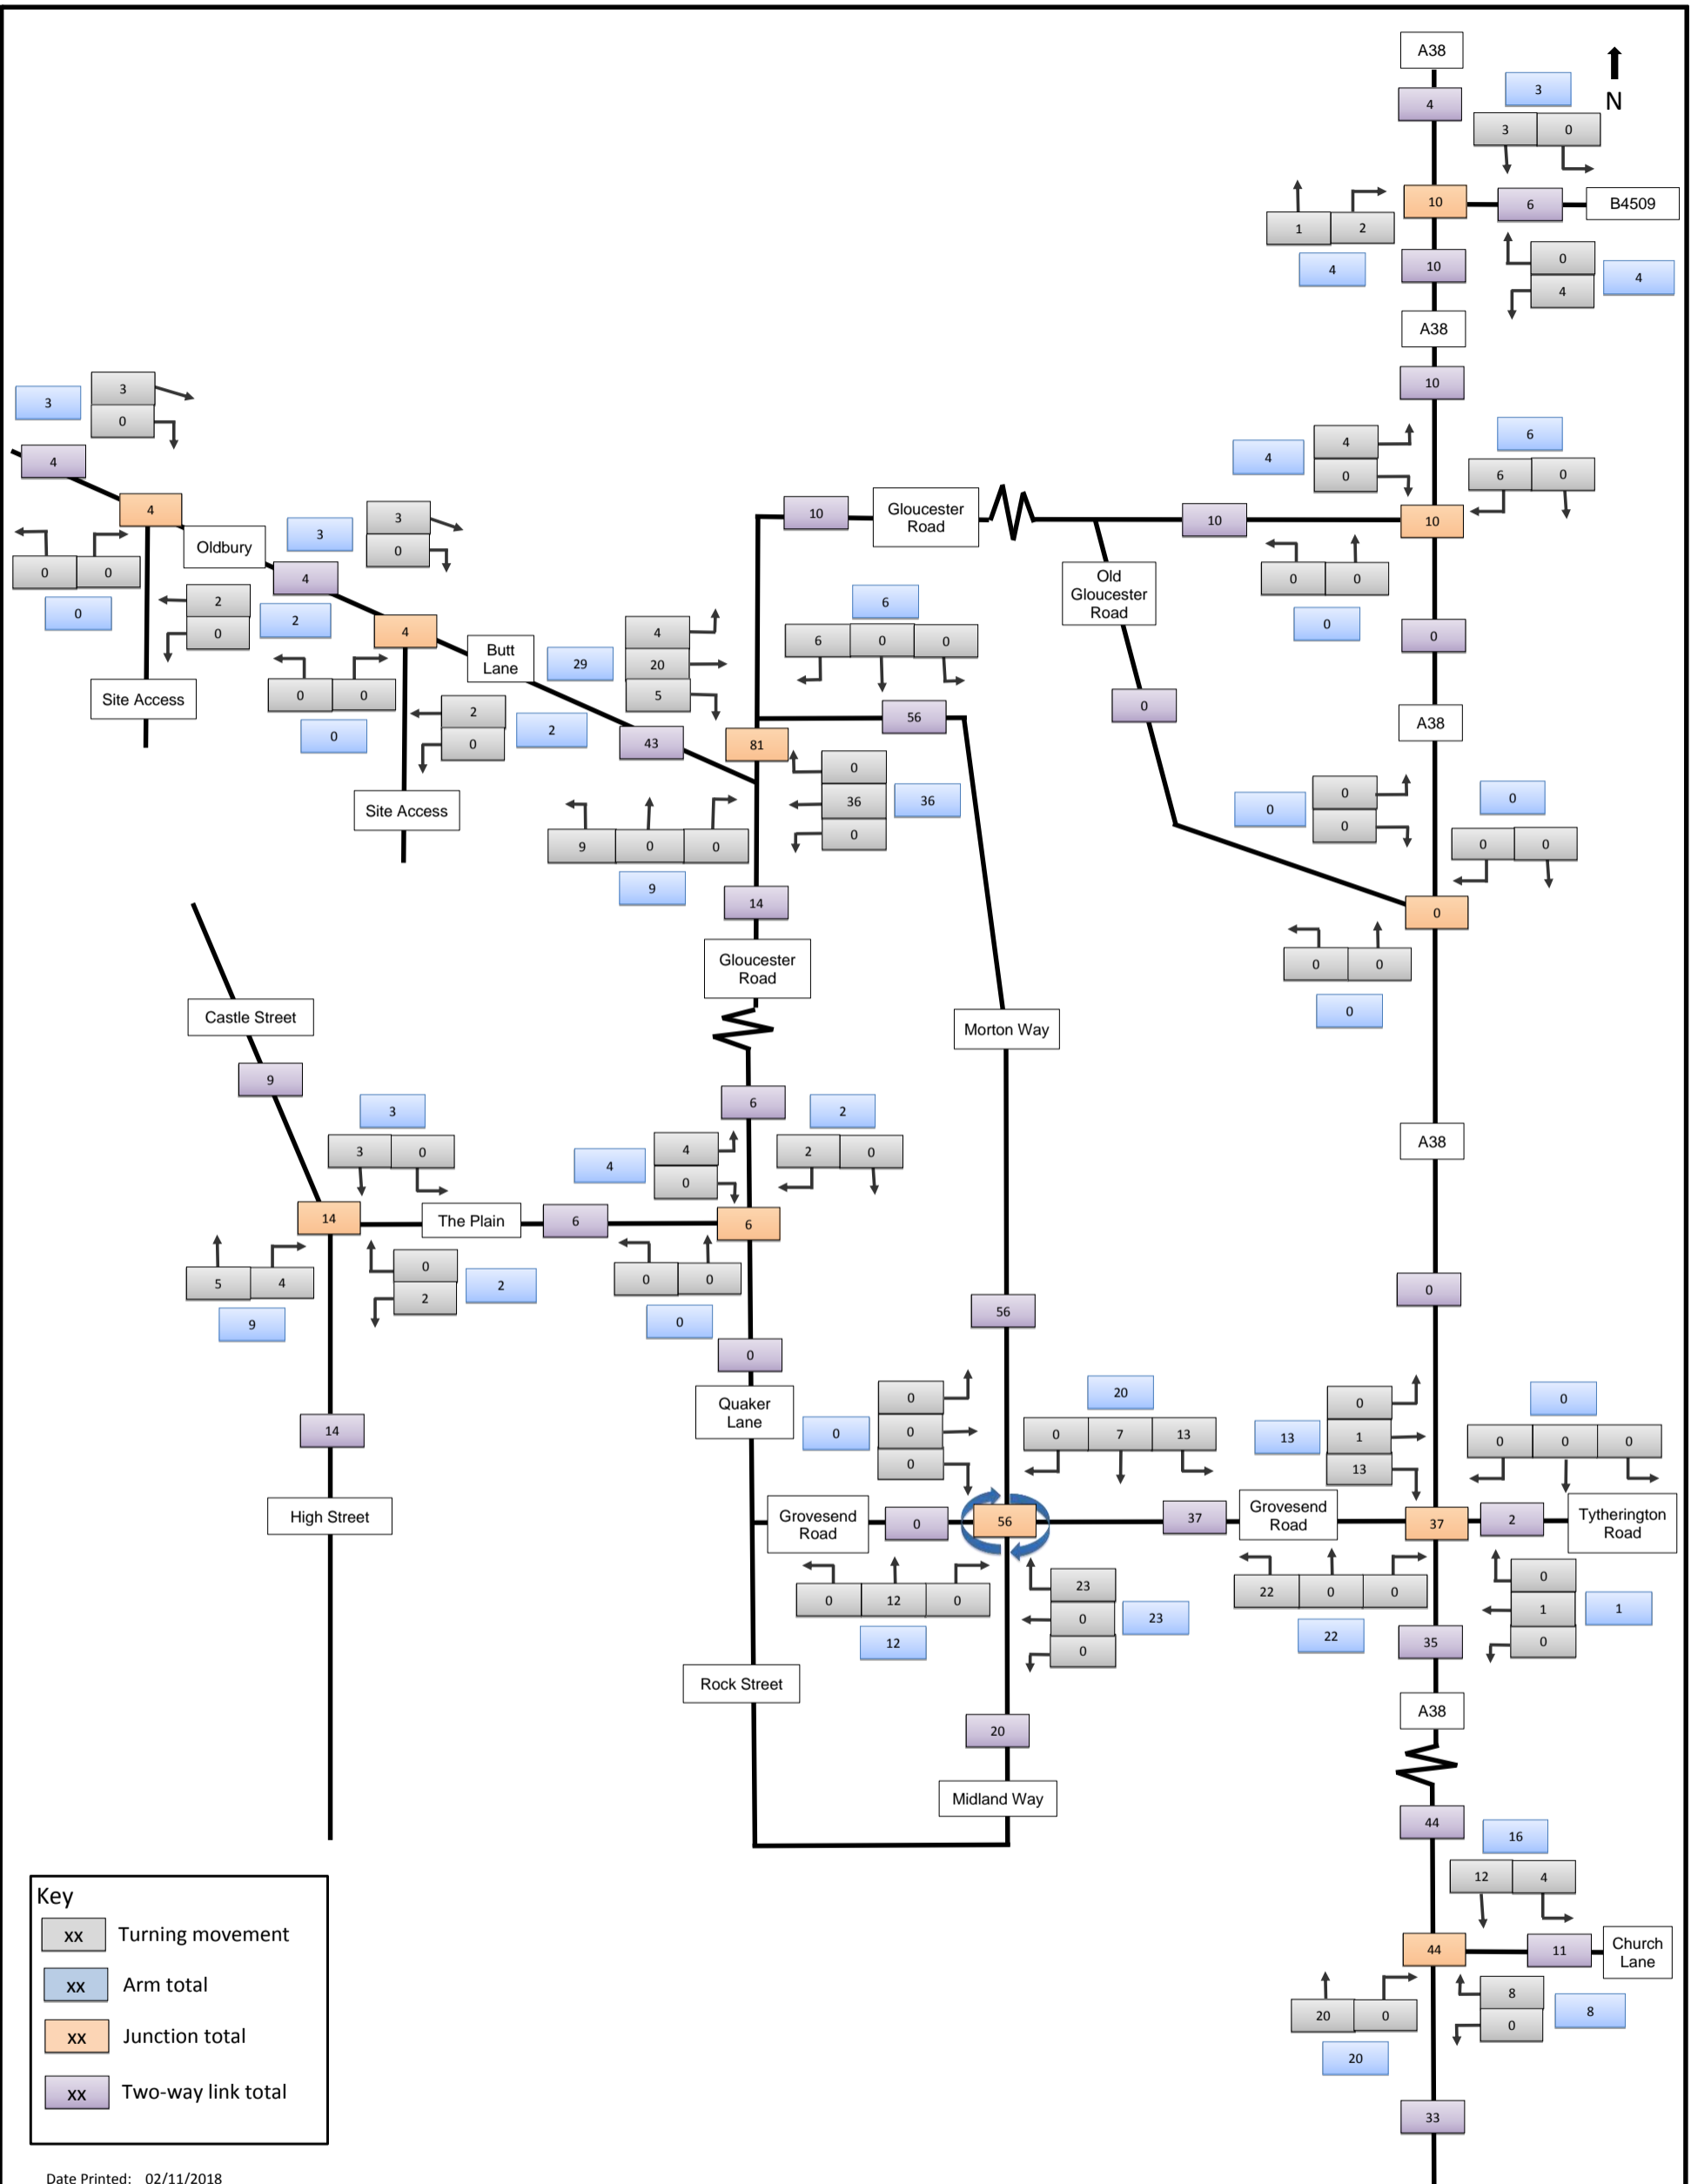 A38
4
3
N
3 0
10
6
B4509
1 2
4
10
0
4
4
A38
10
3
3
0
4
4
Oldbury
0 0
0
2
0
2
Site Access
3
3
0
4
4
0 0
0
Butt
Lane
2
0
2
Site Access
29
4
20
5
43
10
Gloucester
Road
6
6 0 0
56
81
0
36
0
36
9 0 0
9
14
Gloucester
Road
Old
Gloucester
Road
10
4
4
0
6
6 0
10
0 0
0
0
0
A38
0
0
0
0
0 0
0
0 0
0
Castle Street
9
3
3 0
14
The Plain
6
5 4
9
0
2
2
14
High Street
6
4
4
0
2
2 0
6
0 0
0
0
Quaker
Lane
Morton Way
56
A38
0
0
0
0
0
20
0 7 13
Grovesend
Road
0
56
37
Grovesend
Road
0 12 0
12
23
0
0
23
13
0
1
13
0
0 0 0
37
2
Tytherington
Road
22 0 0
22
0
1
0
1
35
Rock Street
20
Midland Way
A38
44
16
12 4
44
11
Church
Lane
20 0
20
8
0
8
33
Key
xx Turning movement
xx Arm total
xx Junction total
xx Two-way link total
Date Printed: 02/11/2018